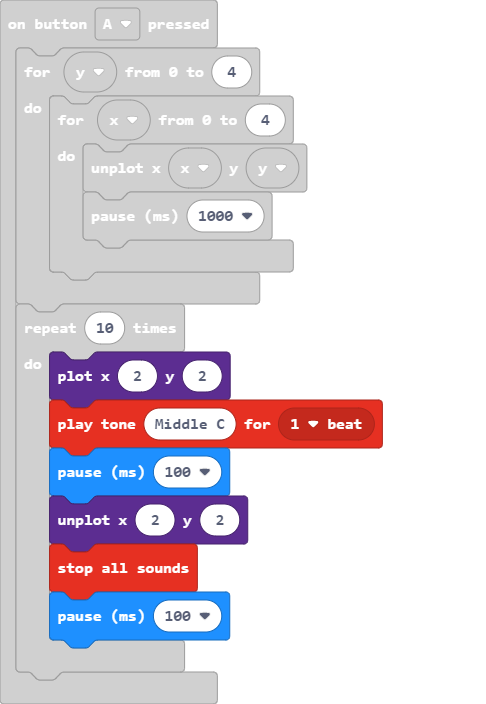 on button A pressed
for y from 0 to 4
do
for x from 0 to 4
do
unplot x x y y
pause (ms) 1000
repeat 10 times
do
plot x 2 y 2
play tone Middle C for 1 beat
pause (ms) 100
unplot x 2 y 2
stop all sounds
pause (ms) 100